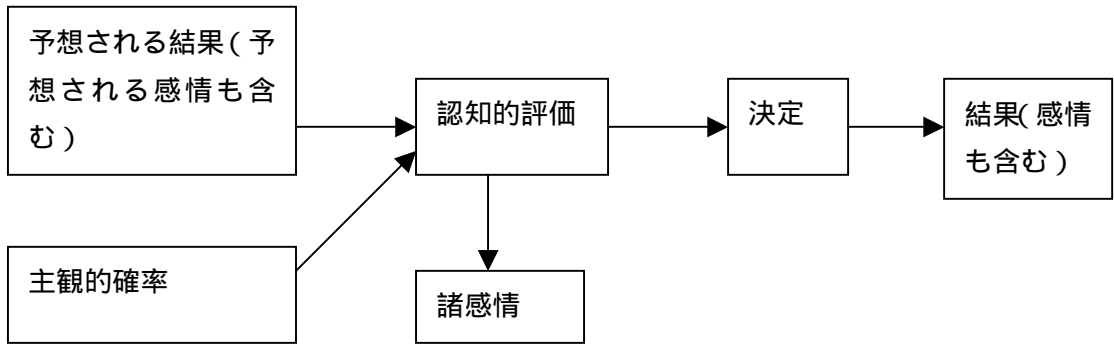 予想される結果(予
想される感情も含
む)
認知的評価
決定
結果(感情
も含む)
主観的確率
諸感情